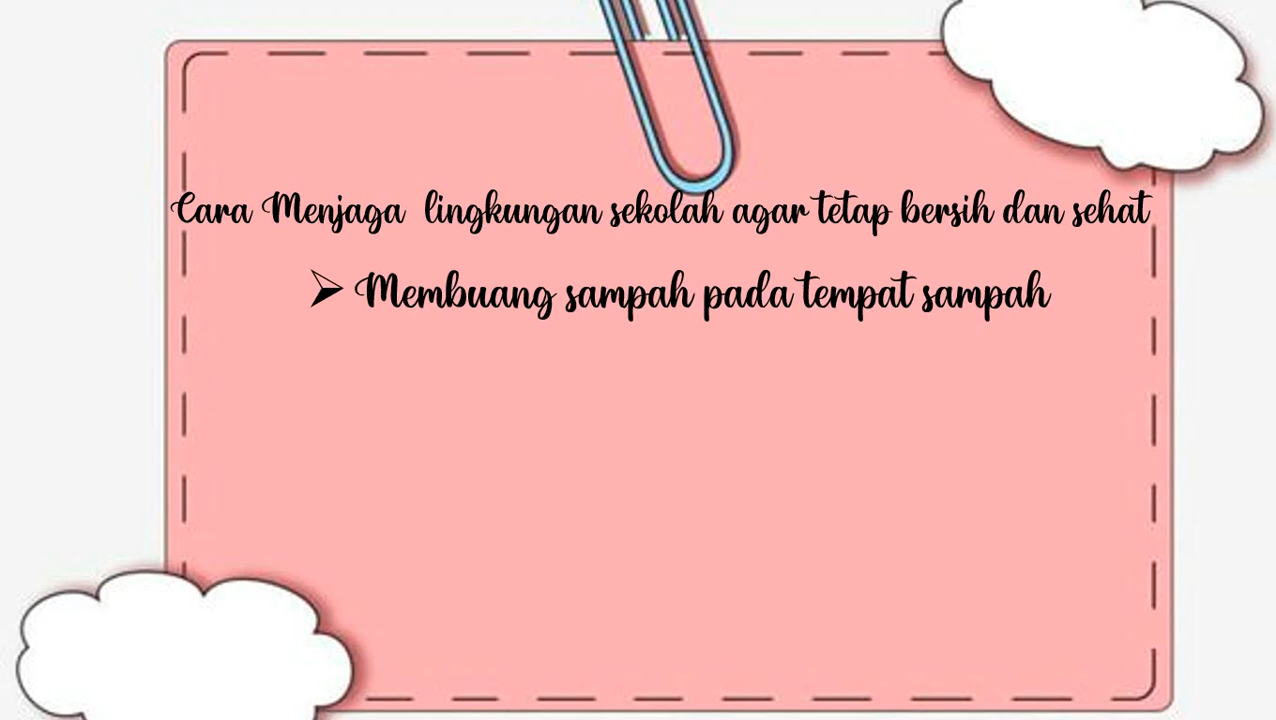 Cara Menjaga lingkungan sekolah agar tetap bersih dan sehat
➢ Membuang sampah pada tempat sampah